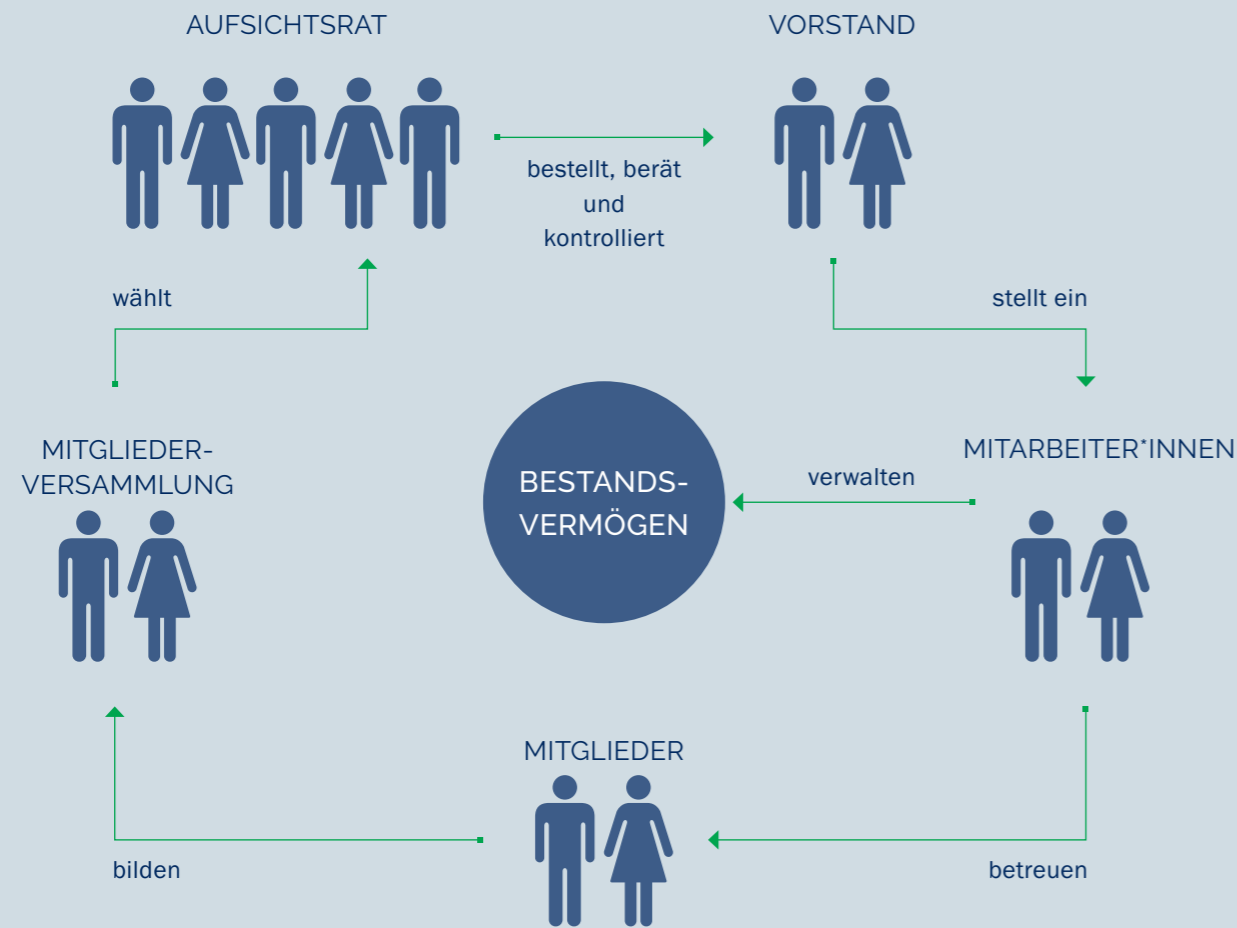 AUFSICHTSRAT
VORSTAND
bestellt, berät
und
kontrolliert
wählt
stellt ein
MITGLIEDER-
VERSAMMLUNG
BESTANDS-
VERMÖGEN
verwalten
MITARBEITER*INNEN
MITGLIEDER
bilden
betreuen